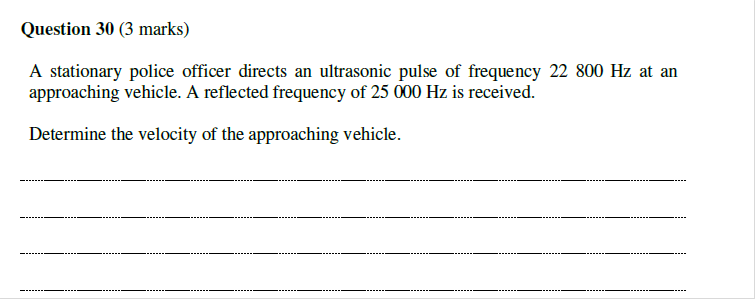 Question 30 (3 marks)
A stationary police officer directs an ultrasonic pulse of frequency 22 800 Hz at an
approaching vehicle. A reflected frequency of 25 000 Hz is received.
Determine the velocity of the approaching vehicle.